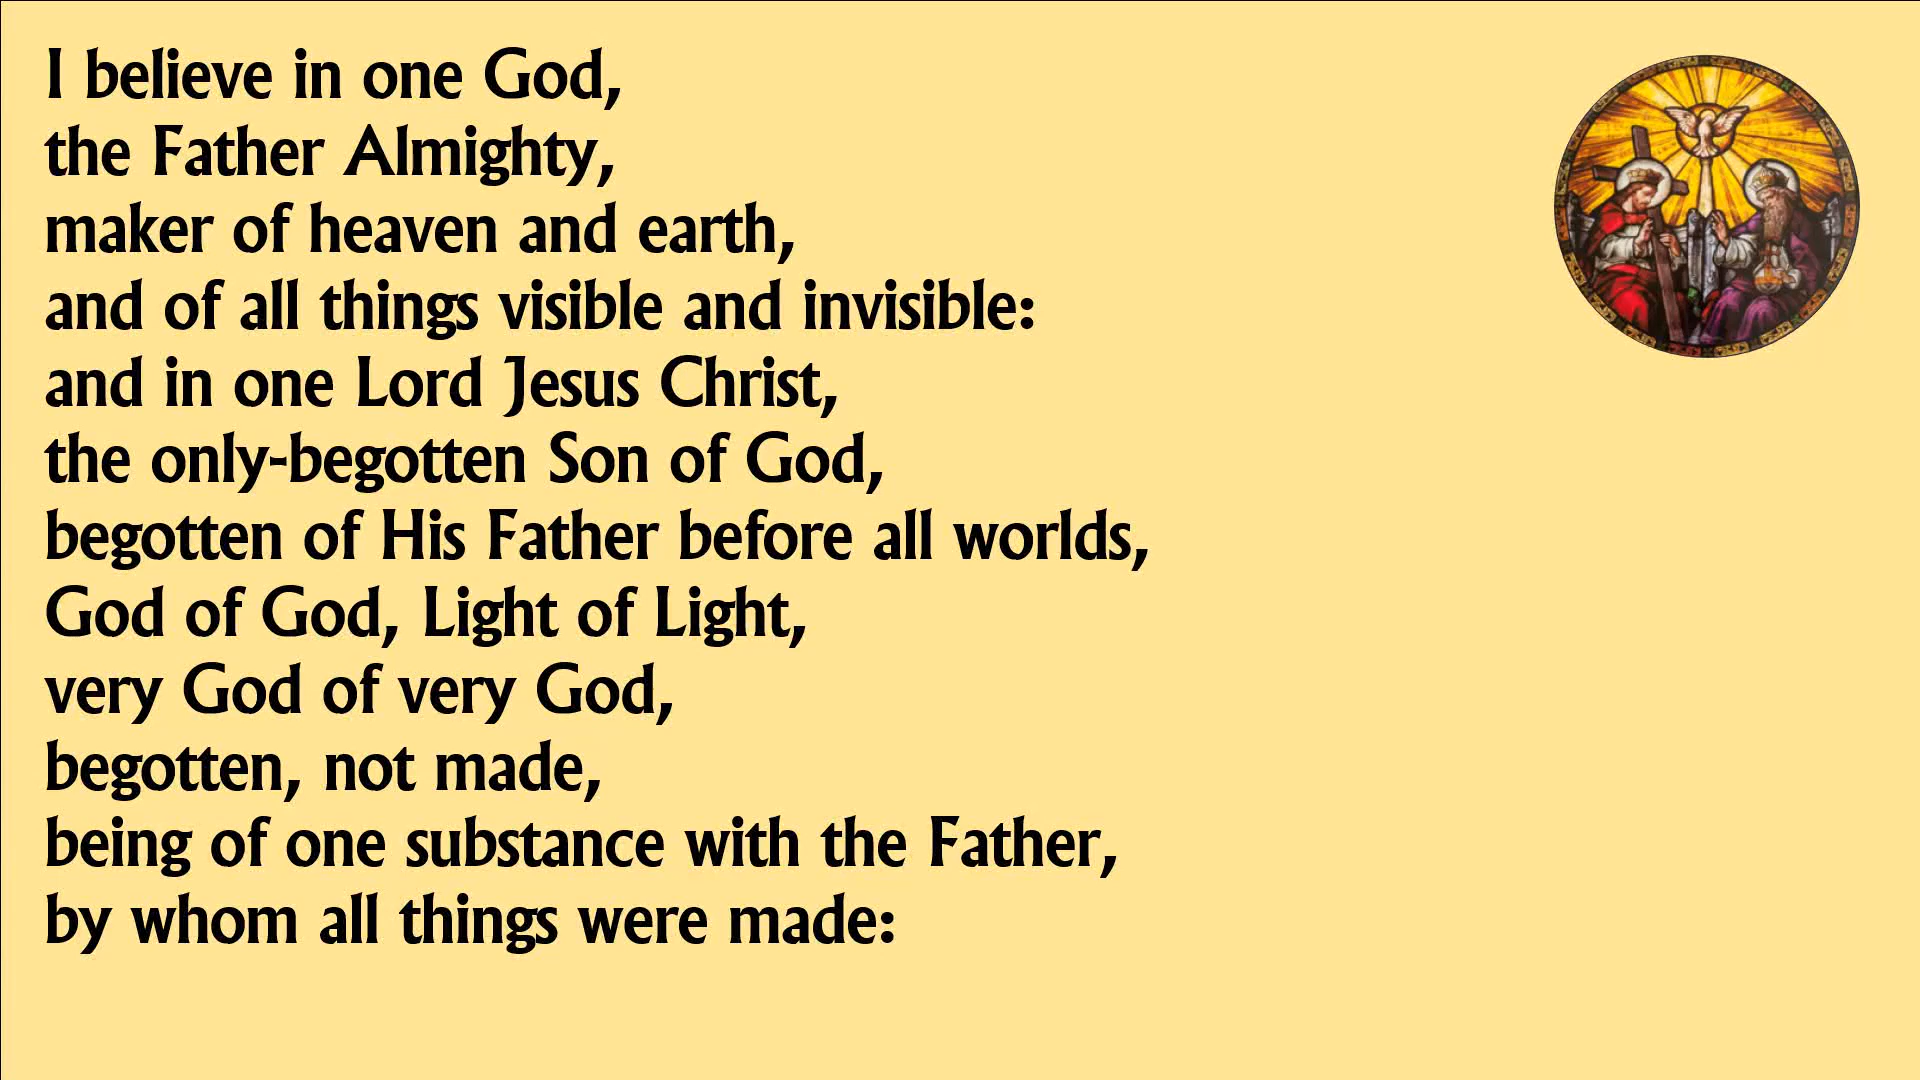 I believe in one God,
the Father Almighty,
maker of heaven and earth,
and of all things visible and invisible:
and in one Lord Jesus Christ,
the only-begotten Son of God,
begotten of His Father before all worlds,
God of God, Light of Light,
very God of very God,
begotten, not made,
being of one substance with the Father,
by whom all things were made: